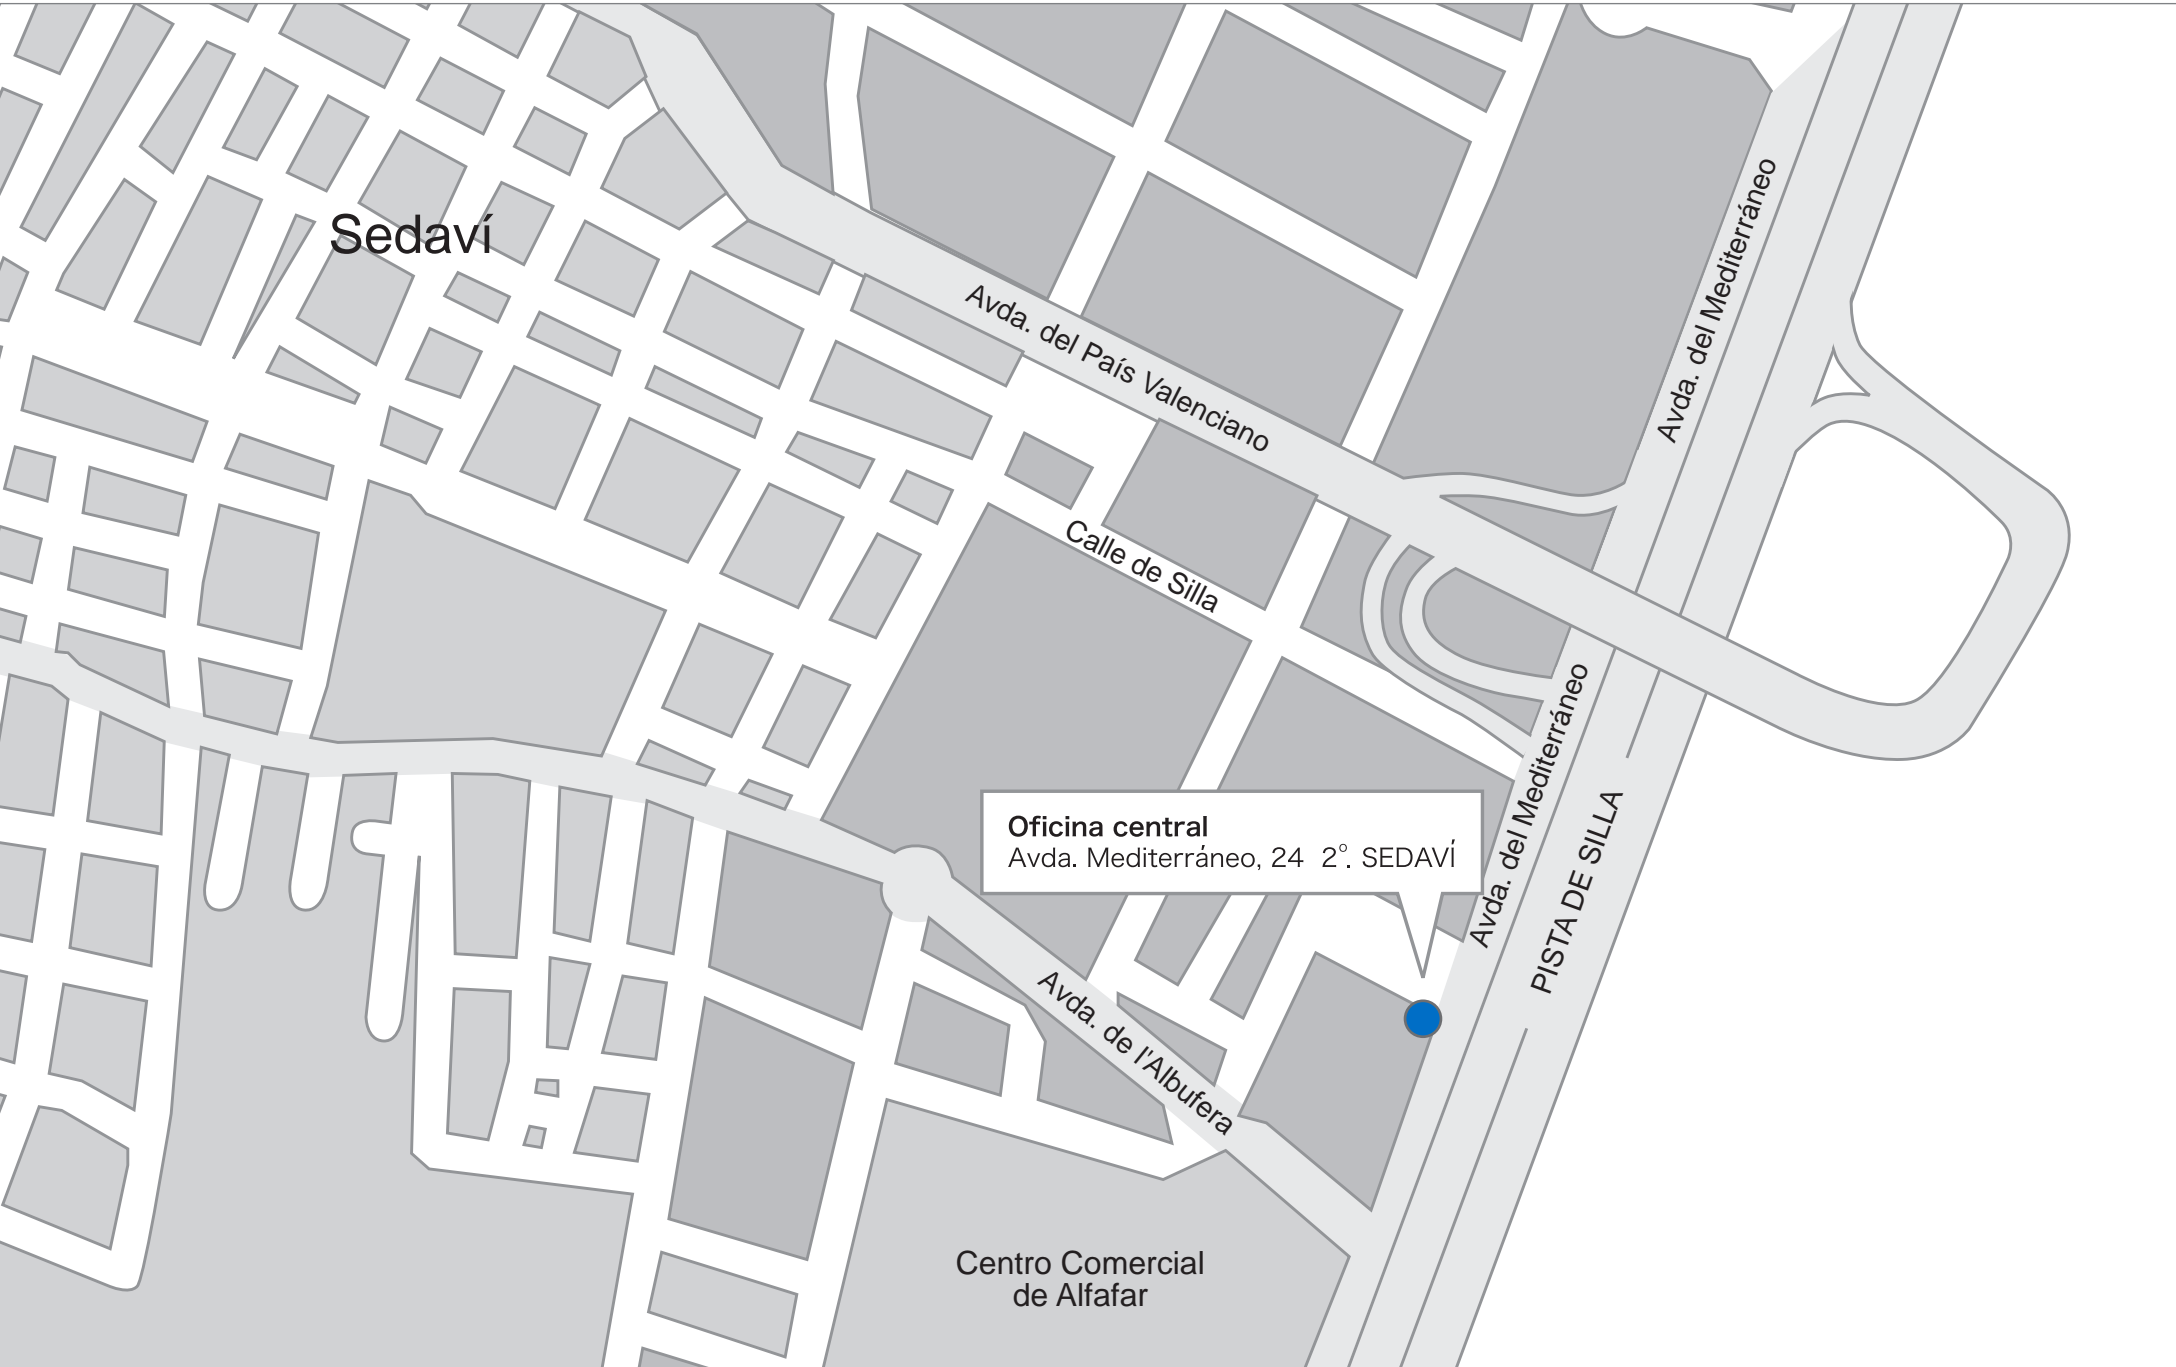 Sedaví
Avda. del Mediterráneo
Avda. del País Valenciano
Calle de Silla
Avda. del Mediterráneo
PISTA DE SILLA
Oficina central
Avda. Mediterráneo, 24 2º. SEDAVÍ
Avda. de l'Albufera
Centro Comercial
de Alfafar